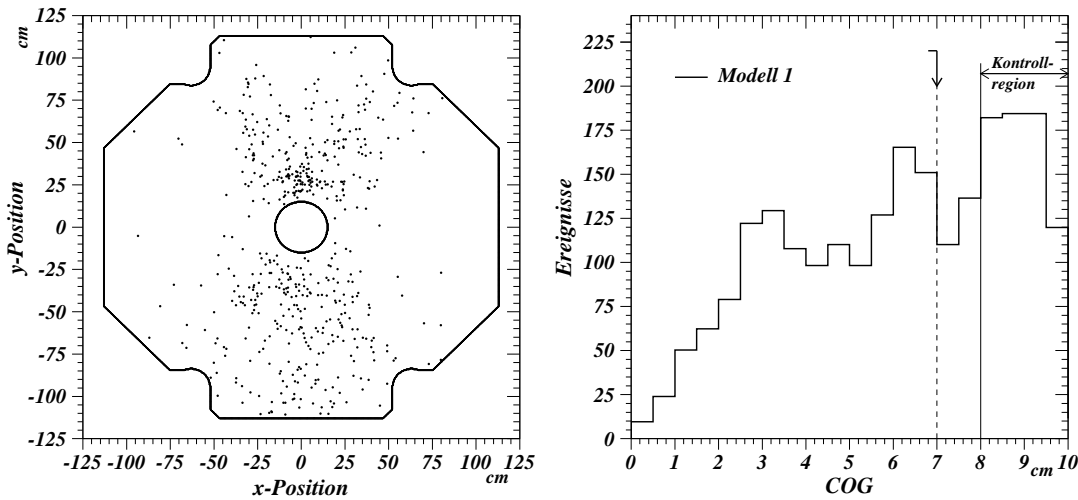 cm
125
100
75
50
25
0
-25
-50
-75
-100
-125
y-Position
-125 -100 -75 -50 -25 0 25 50 75 100 125
x-Position
cm
225
200
175
150
125
100
75
50
25
0
Ereignisse
Modell 1
Kontroll-
region
0 1 2 3 4 5 6 7 8 9 10
COG
cm